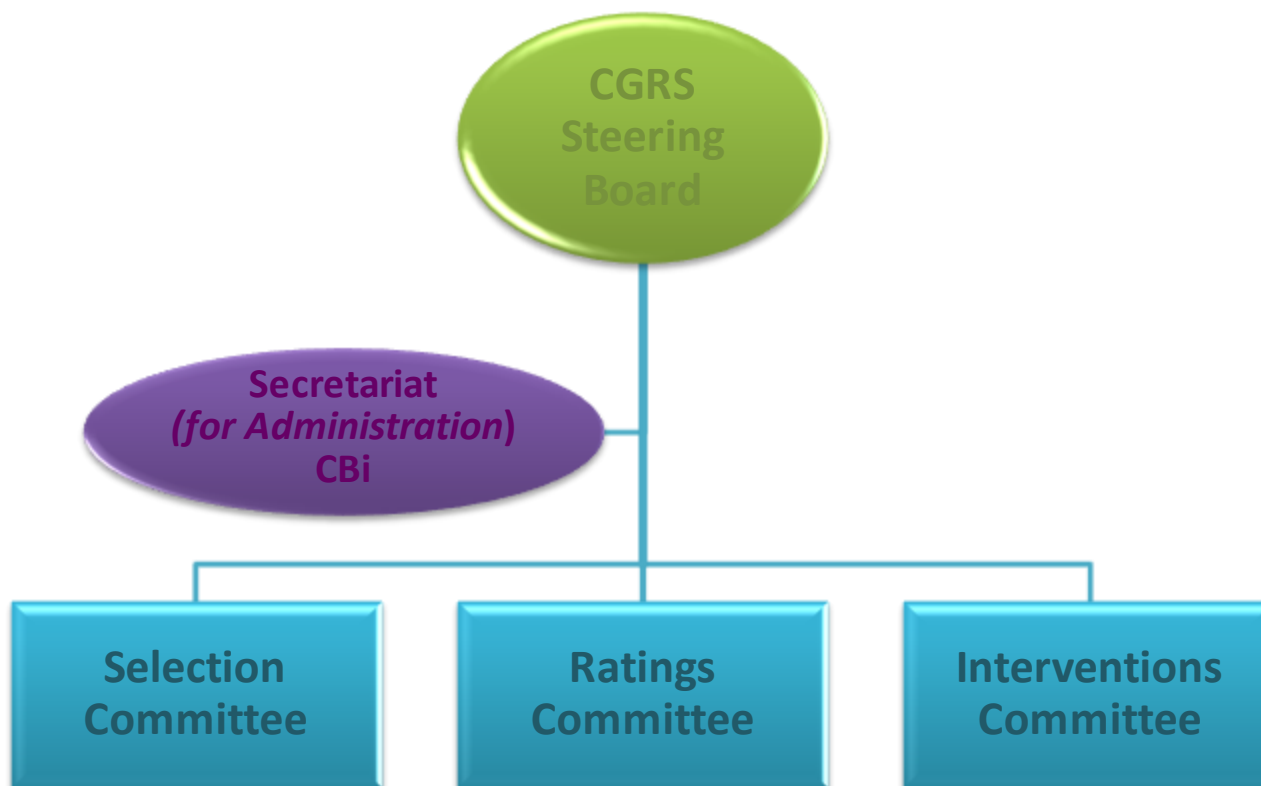 CGRS
Steering
Board
Secretariat
(for Administration)
CBi
Selection
Committee
Ratings
Committee
Interventions
Committee